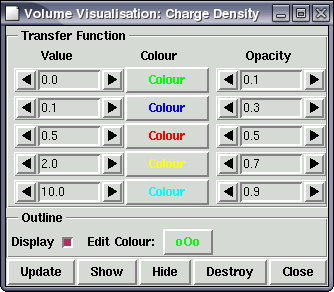 Volume Visualisation: Charge Density
Transfer Function
Value Colour Opacity
0.0 Colour 0.1
0.1 Colour 0.3
0.5 Colour 0.5
2.0 Colour 0.7
10.0 Colour 0.9
Outline
Display Edit Colour: oOo
Update Show Hide Destroy Close